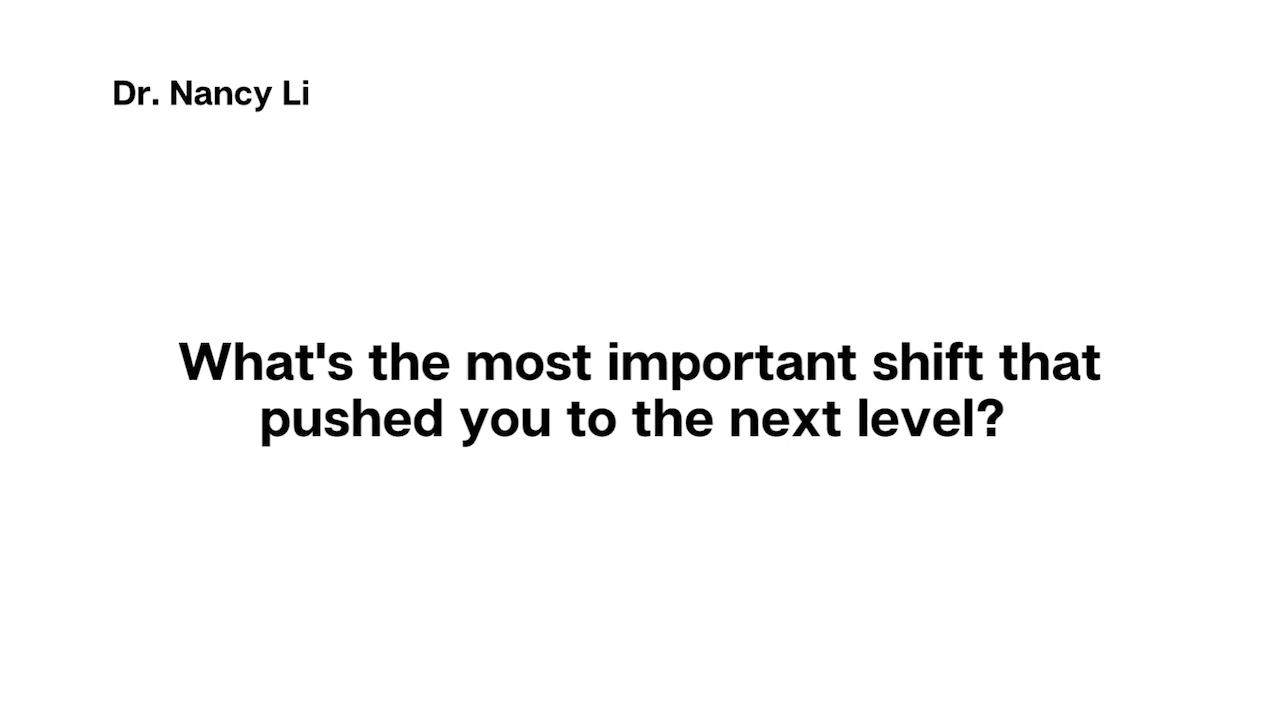 Dr. Nancy Li
What's the most important shift that
pushed you to the next level?